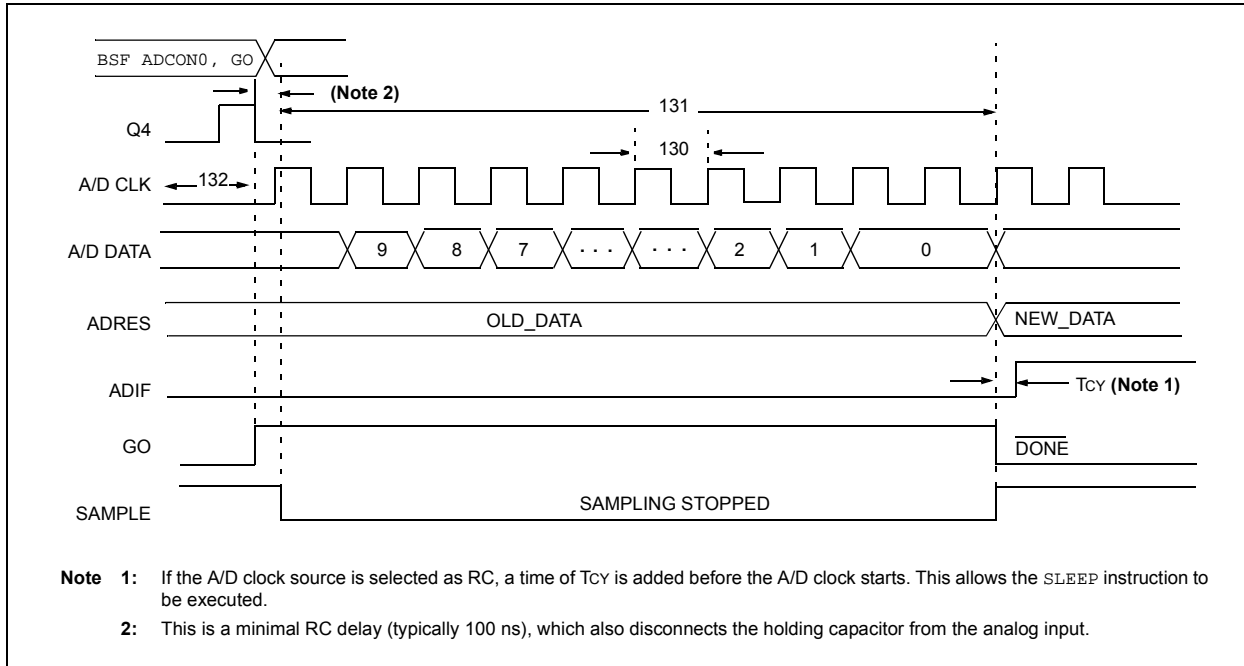 BSF ADCON0, GO
(Note 2)
131
Q4
130
A/D CLK
132
A/D DATA
9 8 7 . . . . . . 2 1 0
ADRES
OLD_DATA
NEW_DATA
ADIF
TCY (Note 1)
GO
DONE
SAMPLE
SAMPLING STOPPED
Note 1: If the A/D clock source is selected as RC, a time of TCY is added before the A/D clock starts. This allows the SLEEP instruction to
be executed.
2: This is a minimal RC delay (typically 100 ns), which also disconnects the holding capacitor from the analog input.